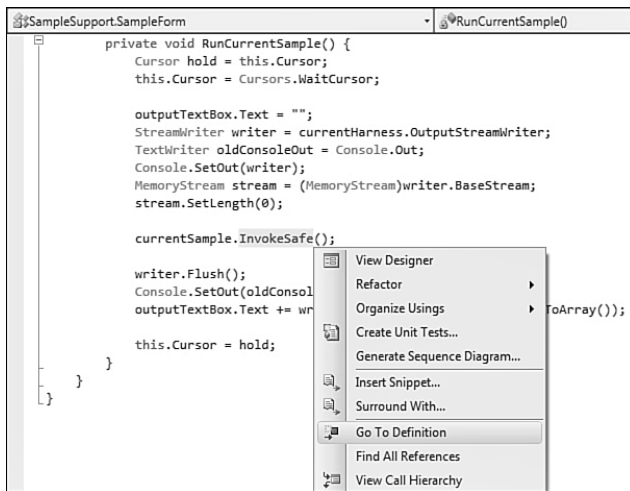 SampleSupport.SampleForm RunCurrentSample()
private void RunCurrentSample() {
Cursor hold = this.Cursor;
this.Cursor = Cursors.WaitCursor;
outputTextBox.Text = "";
StreamWriter writer = currentHarness.OutputStreamWriter;
TextWriter oldConsoleOut = Console.Out;
Console.SetOut(writer);
MemoryStream stream = (MemoryStream)writer.BaseStream;
stream.SetLength(0);
currentSample.InvokeSafe();
writer.Flush();
Console.SetOut(oldConsol
outputTextBox.Text += wr oArray());
this.Cursor = hold;
}
}
}
View Designer
Refactor
Organize Usings
Create Unit Tests...
Generate Sequence Diagram...
Insert Snippet...
Surround With...
Go To Definition
Find All References
View Call Hierarchy